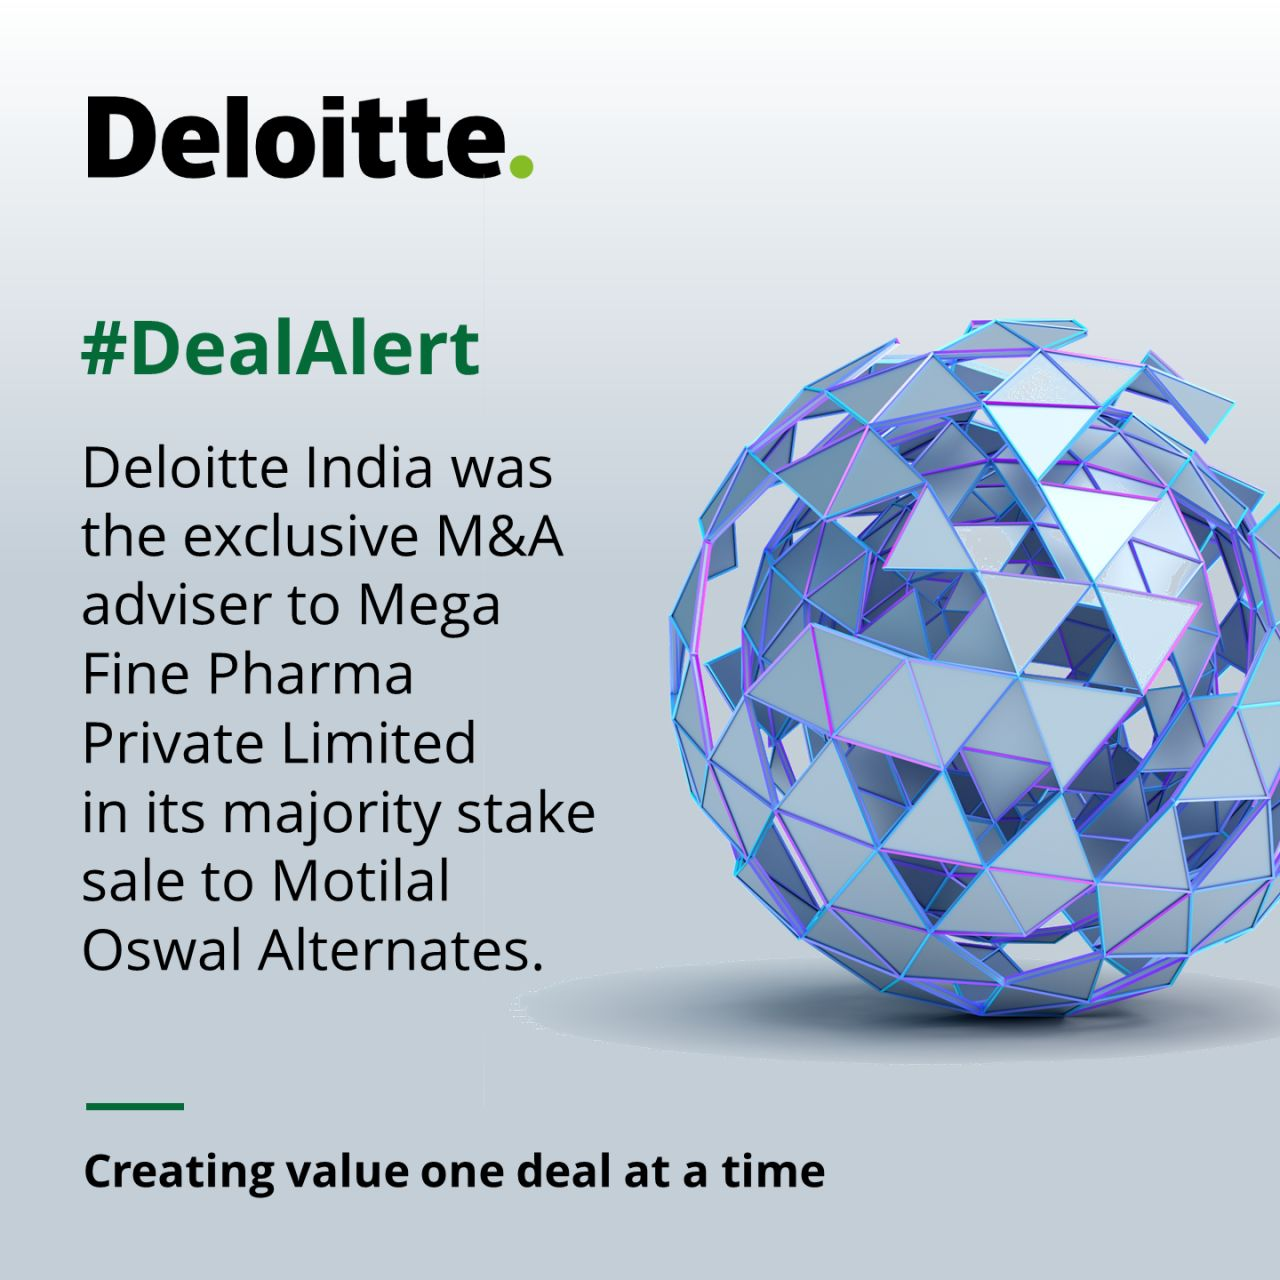 Deloitte.
#DealAlert
Deloitte India was
the exclusive M&A
adviser to Mega
Fine Pharma
Private Limited
in its majority stake
sale to Motilal
Oswal Alternates.
Creating value one deal at a time